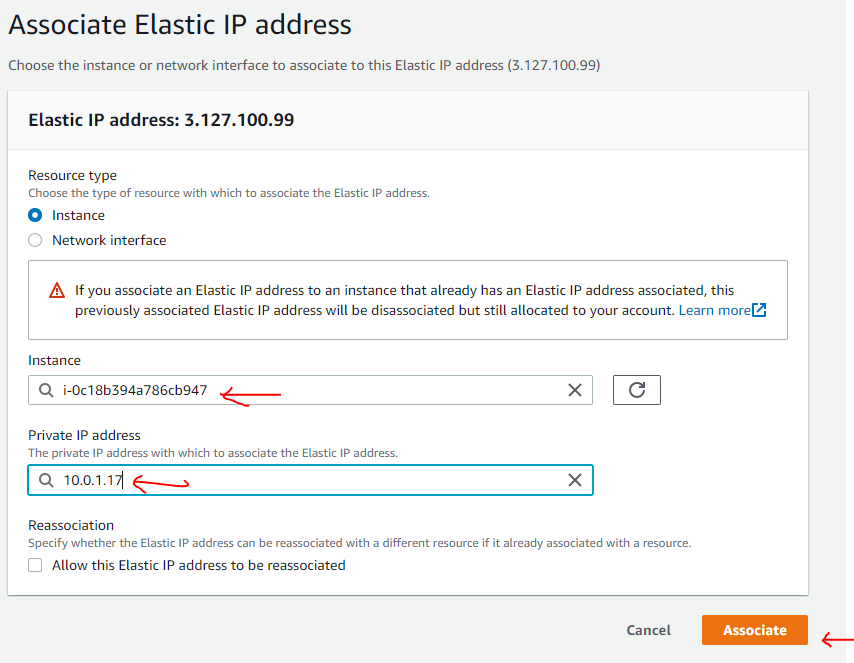 Associate Elastic IP address
Choose the instance or network interface to associate to this Elastic IP address (3.127.100.99)
Elastic IP address: 3.127.100.99
Resource type
Choose the type of resource with which to associate the Elastic IP address.
Instance
Network interface
If you associate an Elastic IP address to an instance that already has an Elastic IP address associated, this
previously associated Elastic IP address will be disassociated but still allocated to your account. Learn more
Instance
i-0c18b394a786cb947
Private IP address
The private IP address with which to associate the Elastic IP address.
10.0.1.17
Reassociation
Specify whether the Elastic IP address can be reassociated with a different resource if it already associated with a resource.
Allow this Elastic IP address to be reassociated
Cancel
Associate